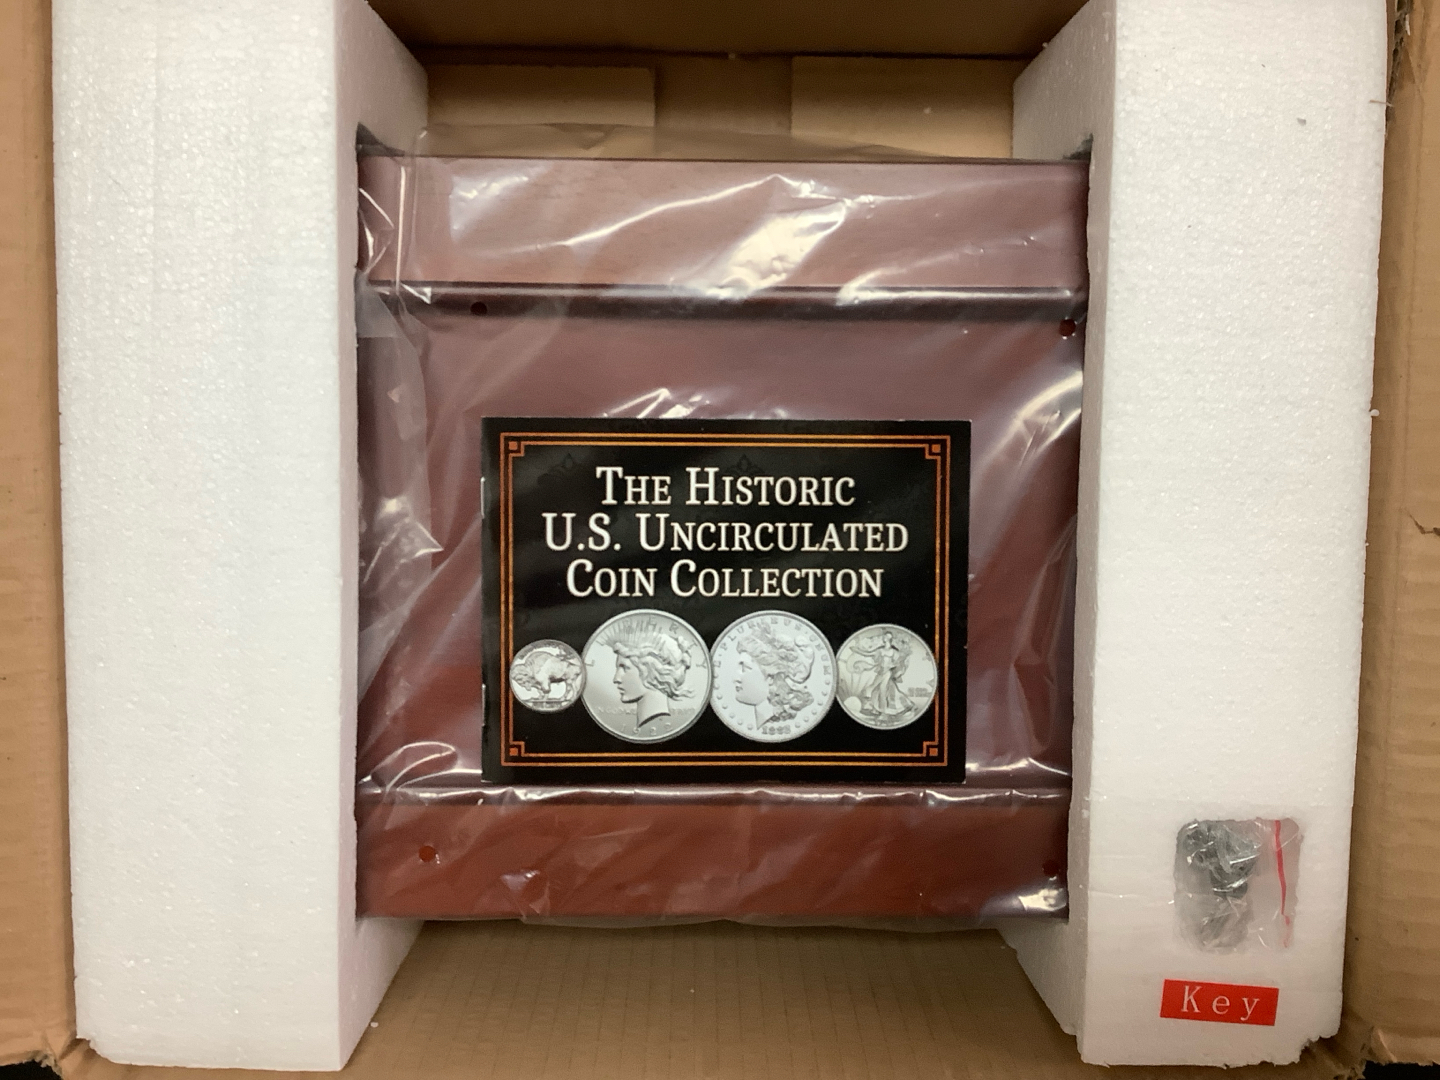 The Historic
U.S. Uncirculated
Coin Collection
Key